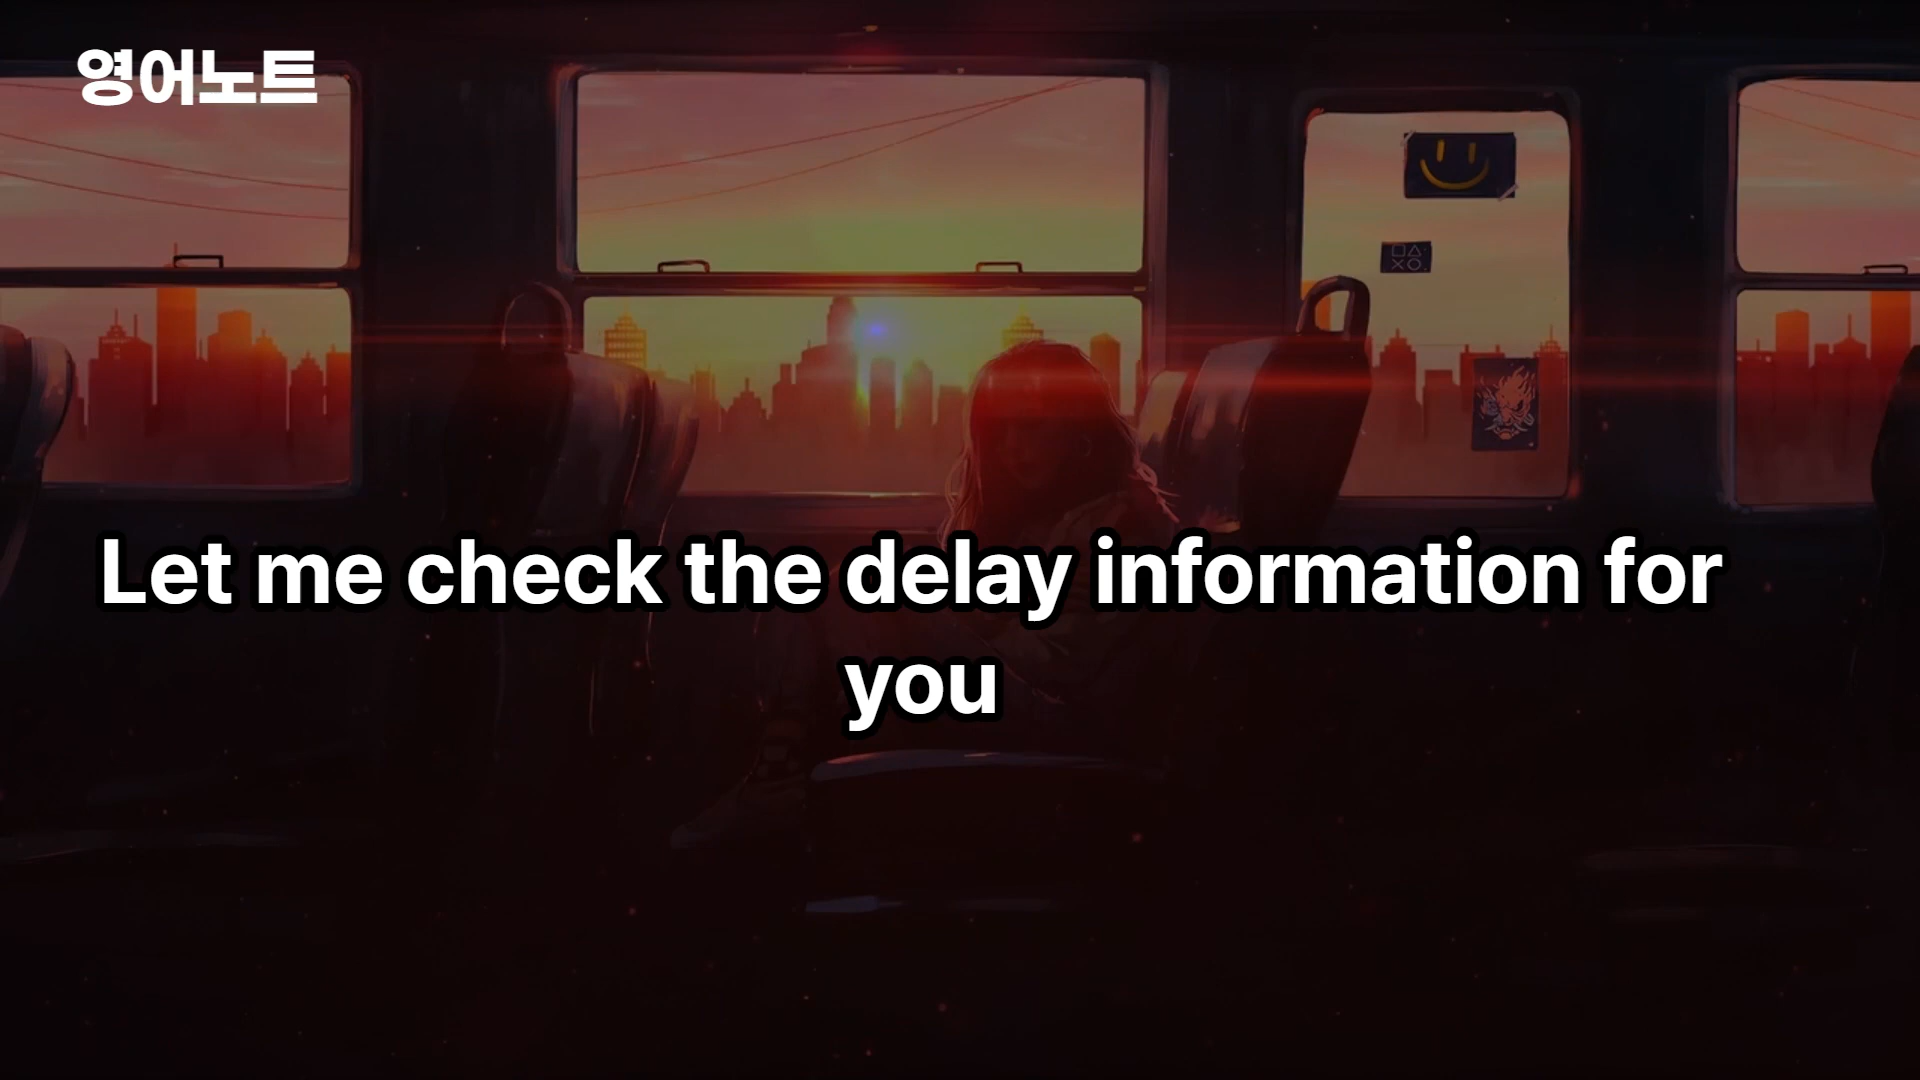 영어노트
Let me check the delay information for
you